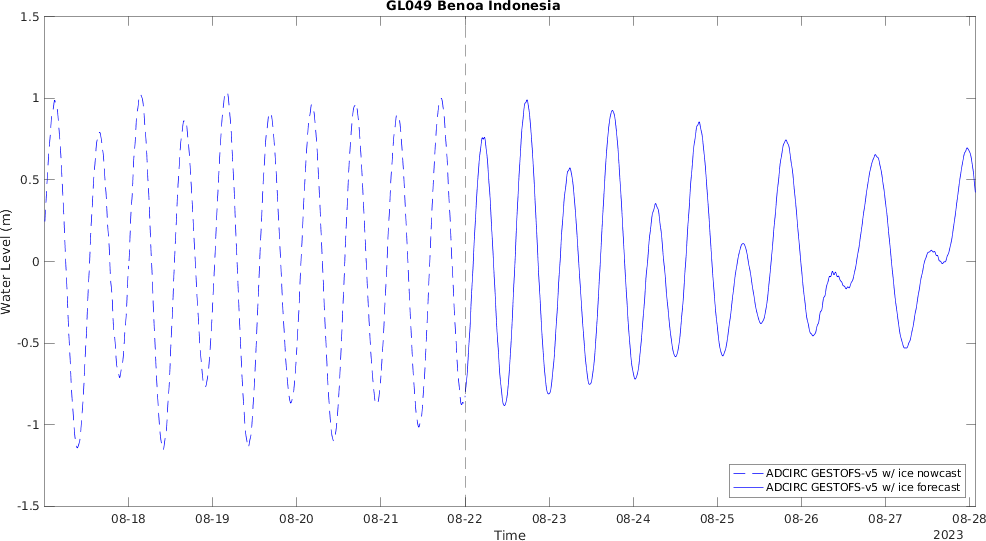 GL049 Benoa Indonesia
1.5
1
0.5
0
-0.5
-1
-1.5
Water Level (m)
08-18 08-19 08-20 08-21 08-22 08-23 08-24 08-25 08-26 08-27 08-28
Time
2023
ADCIRC GESTOFS-v5 w/ ice nowcast
ADCIRC GESTOFS-v5 w/ ice forecast